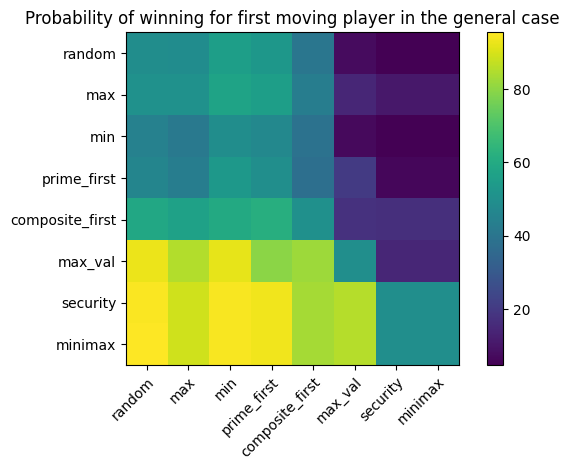 Probability of winning for first moving player in the general case
random
max
min
prime_first
composite_first
max_val
security
minimax
80
60
40
20
random
max
min
prime_first
composite_first
max_val
security
minimax